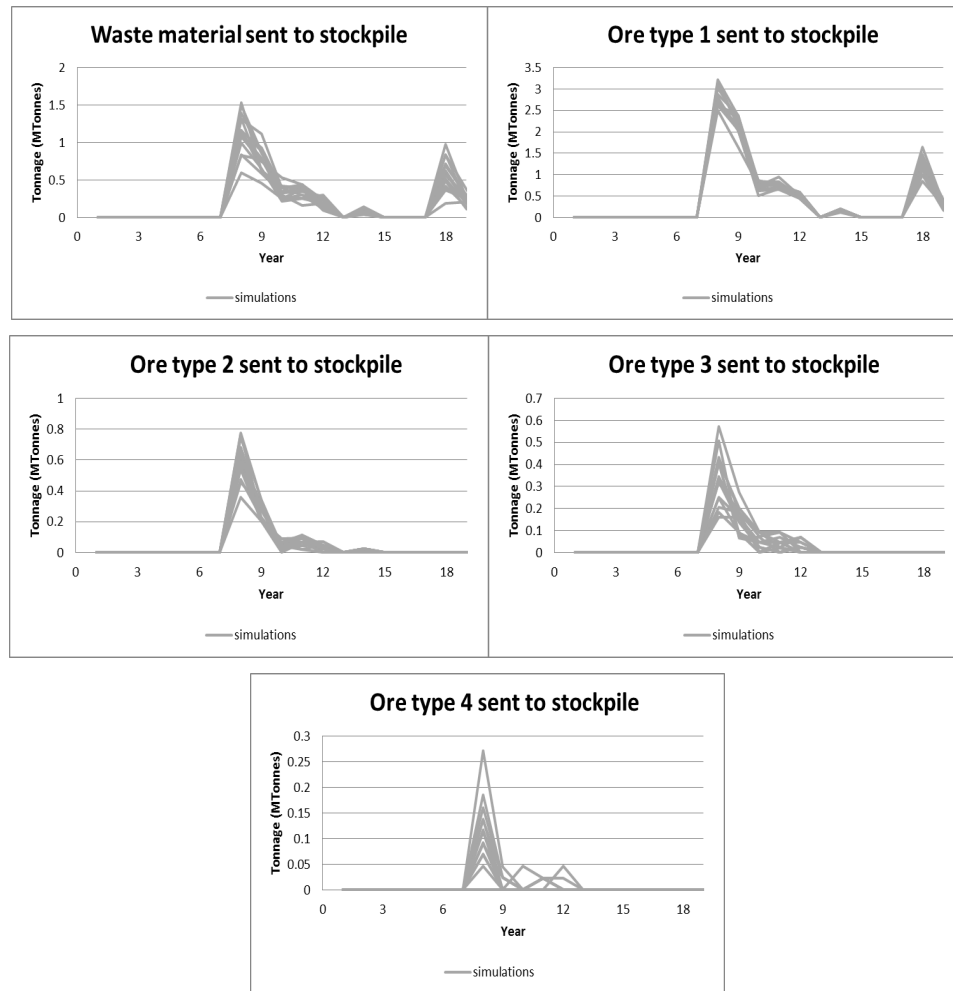 Waste material sent to stockpile
Tonnage (MTonnes)
2
1.5
1
0.5
0
0 3 6 9 12 15 18
Year
simulations
Ore type 1 sent to stockpile
Tonnage (MTonnes)
3.5
3
2.5
2
1.5
1
0.5
0
0 3 6 9 12 15 18
Year
simulations
Ore type 2 sent to stockpile
Tonnage (MTonnes)
1
0.8
0.6
0.4
0.2
0
0 3 6 9 12 15 18
Year
simulations
Ore type 3 sent to stockpile
Tonnage (MTonnes)
0.7
0.6
0.5
0.4
0.3
0.2
0.1
0
0 3 6 9 12 15 18
Year
simulations
Ore type 4 sent to stockpile
Tonnage (MTonnes)
0.3
0.25
0.2
0.15
0.1
0.05
0
0 3 6 9 12 15 18
Year
simulations